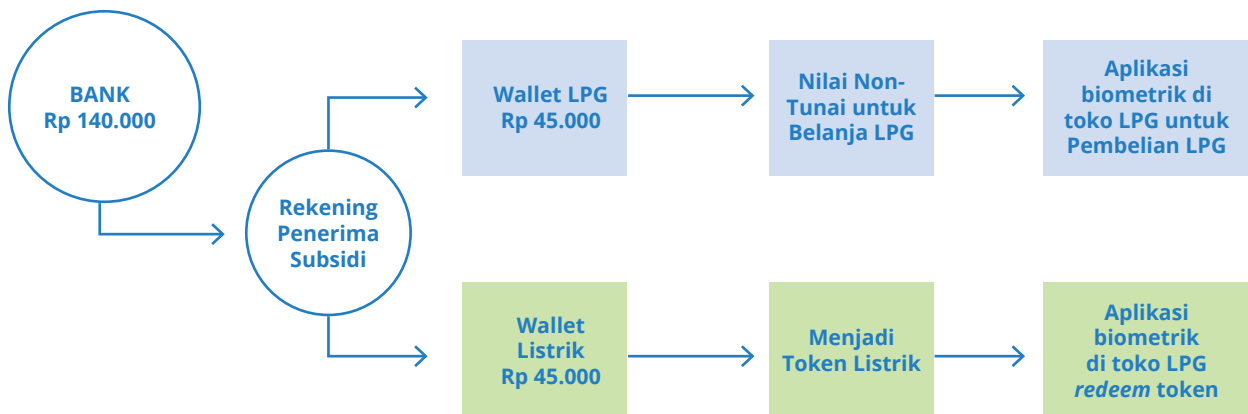 BANK
Rp 140.000
Rekening
Penerima
Subsidi
Wallet LPG
Rp 45.000
Nilai Non-
Tunai untuk
Belanja LPG
Aplikasi
biometrik di
toko LPG untuk
Pembelian LPG
Wallet
Listrik
Rp 45.000
Menjadi
Token Listrik
Aplikasi
biometrik
di toko LPG
redeem token